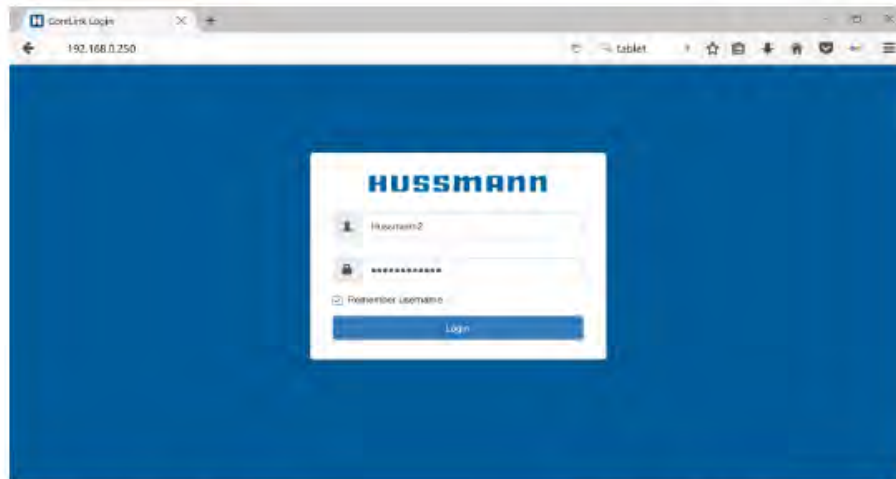 CoreLink Login
192.168.0.250
tablet
HUSSMANN
Hussmann2
••••••••••••
Remember username
Login